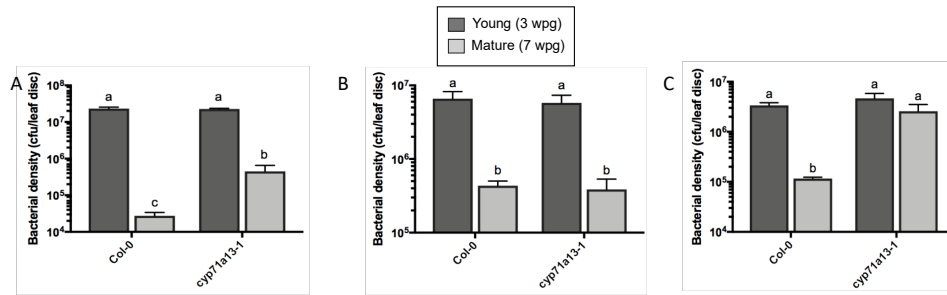 Young (3 wpg)
Mature (7 wpg)
A
Bacterial density (cfu/leaf disc)
10⁸
10⁷
10⁶
10⁵
10⁴
a
c
a
b
Col-0
cyp71a13-1
B
Bacterial density (cfu/leaf disc)
10⁷
10⁶
10⁵
a
b
a
b
Col-0
cyp71a13-1
C
Bacterial density (cfu/leaf disc)
10⁷
10⁶
10⁵
10⁴
a
b
a
a
Col-0
cyp71a13-1